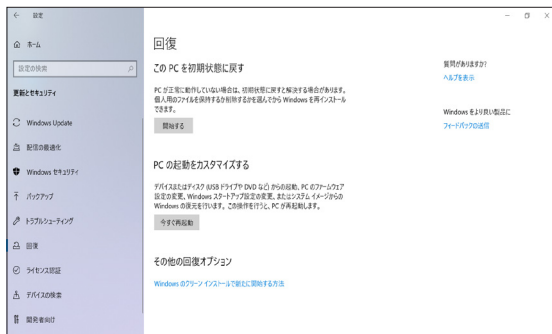 設定
ホーム
設定の検索
更新とセキュリティ
Windows Update
配信の最適化
Windows セキュリティ
バックアップ
トラブルシューティング
回復
ライセンス認証
デバイスの検索
開発者向け
回復
この PC を初期状態に戻す
PC が正常に動作していない場合は、初期状態に戻すと解決する場合があります。
個人用のファイルを保持するか削除するかを選んでから Windows を再インストール
できます。
開始する
PC の起動をカスタマイズする
デバイスまたはディスク (USB ドライブや DVD など) からの起動、PC のファームウェア
設定の変更、Windows スタートアップ設定の変更、またはシステム イメージからの
Windows の復元を行います。この操作を行うと、PC が再起動します。
今すぐ再起動
その他の回復オプション
Windows のクリーン インストールで新たに開始する方法
質問がありますか?
ヘルプを表示
Windows をより良い製品に
フィードバックの送信